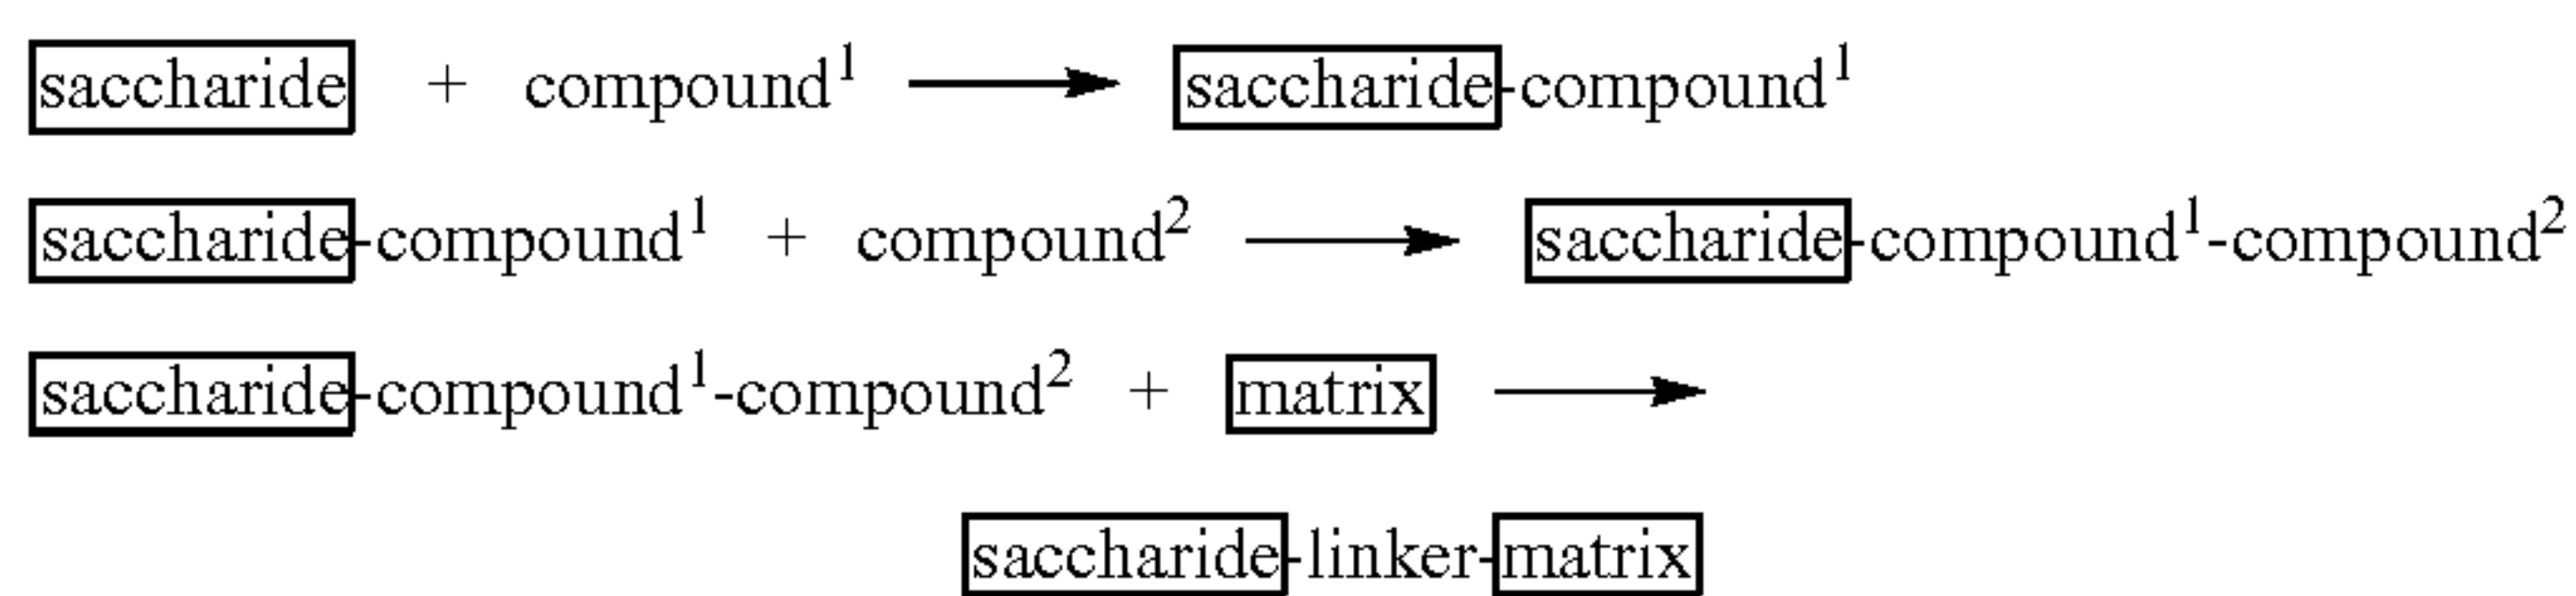 saccharide + compound¹ ⟶ saccharide-compound¹
saccharide-compound¹ + compound² ⟶ saccharide-compound¹-compound²
saccharide-compound¹-compound² + matrix ⟶
saccharide-linker-matrix